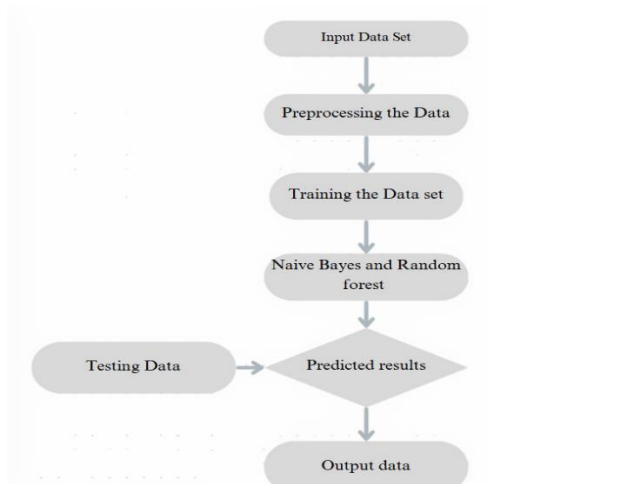 Input Data Set
Preprocessing the Data
Training the Data set
Naive Bayes and Random
forest
Testing Data
Predicted results
Output data